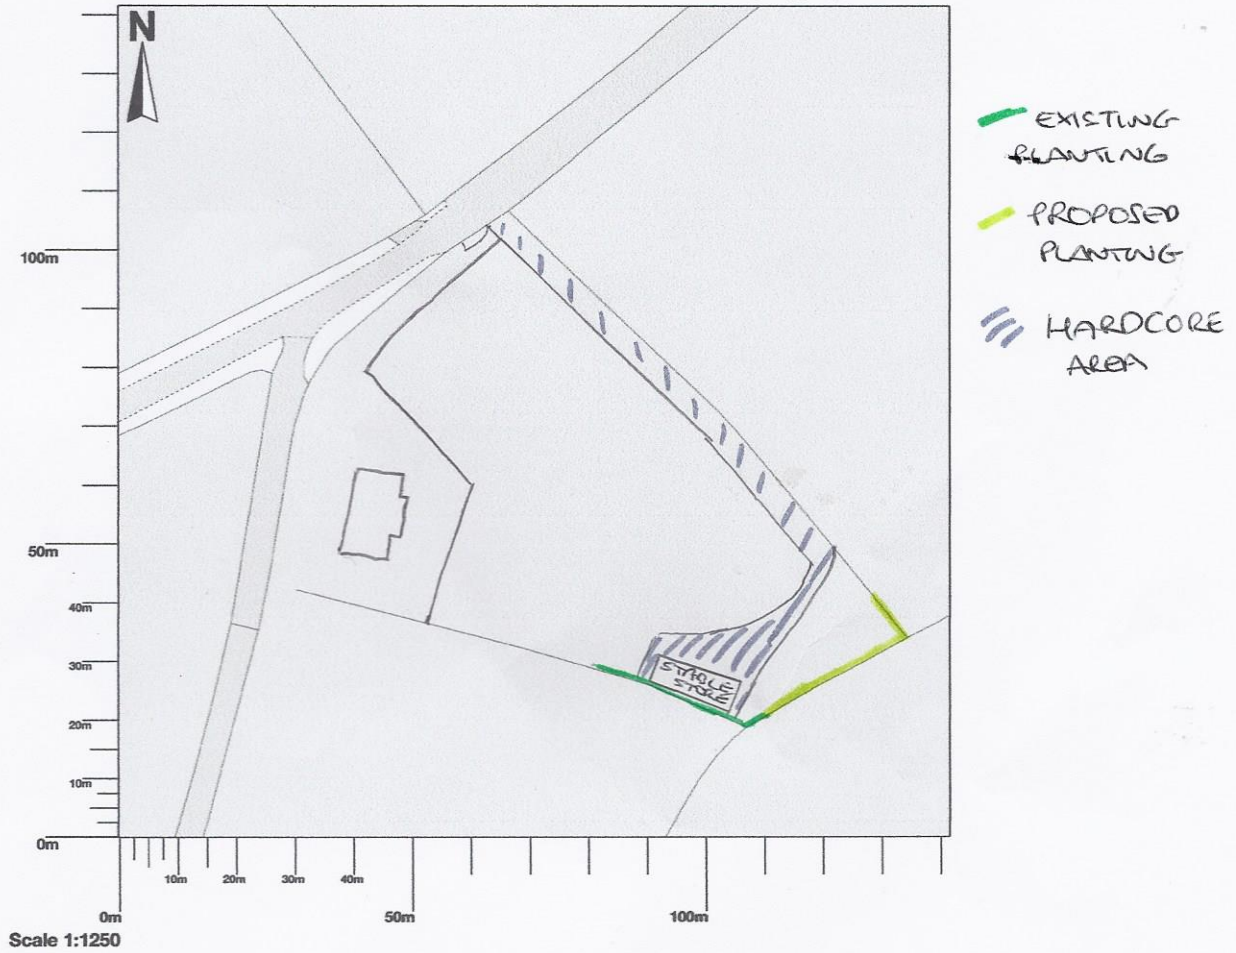 N
EXISTING
PLANTING
PROPOSED
PLANTING
HARDCORE
AREA
100m
50m
40m
30m
20m
10m
0m
STABLE
STORE
10m
20m
30m
40m
0m
50m
100m
Scale 1:1250